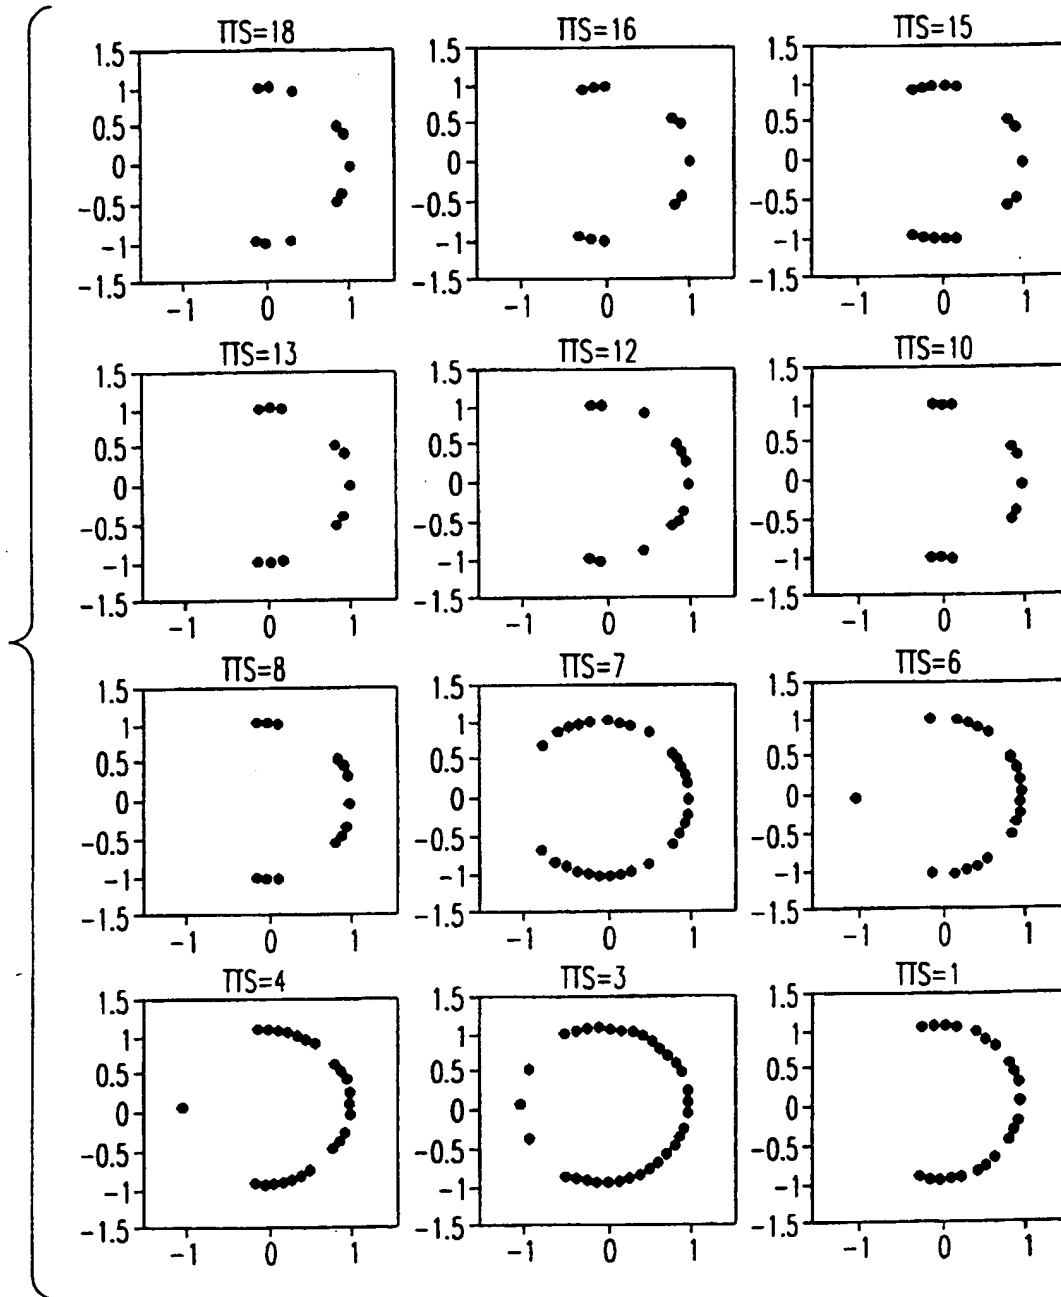 TTS=18 TTS=16 TTS=15
1.5 1.5 1.5
1 1 1
0.5 0.5 0.5
0 0 0
-0.5 -0.5 -0.5
-1 -1 -1
-1.5 -1.5 -1.5
-1 0 1 -1 0 1 -1 0 1
TTS=13 TTS=12 TTS=10
1.5 1.5 1.5
1 1 1
0.5 0.5 0.5
0 0 0
-0.5 -0.5 -0.5
-1 -1 -1
-1.5 -1.5 -1.5
-1 0 1 -1 0 1 -1 0 1
TTS=8 TTS=7 TTS=6
1.5 1.5 1.5
1 1 1
0.5 0.5 0.5
0 0 0
-0.5 -0.5 -0.5
-1 -1 -1
-1.5 -1.5 -1.5
-1 0 1 -1 0 1 -1 0 1
TTS=4 TTS=3 TTS=1
1.5 1.5 1.5
1 1 1
0.5 0.5 0.5
0 0 0
-0.5 -0.5 -0.5
-1 -1 -1
-1.5 -1.5 -1.5
-1 0 1 -1 0 1 -1 0 1